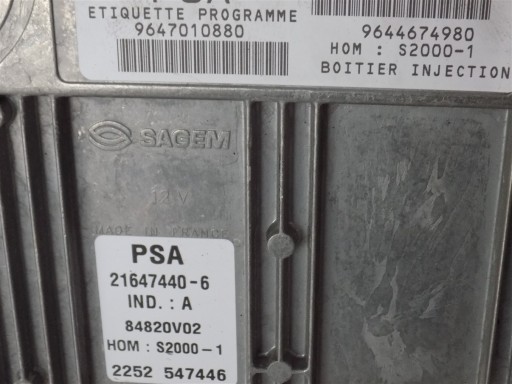 PSA
ETIQUETTE PROGRAMME
9647010880
9644674980
HOM : S2000-1
BOITIER INJECTION
SAGEM
12V
MADE IN FRANCE
PSA
21647440-6
IND. : A
84820V02
HOM : S2000-1
2252 547446